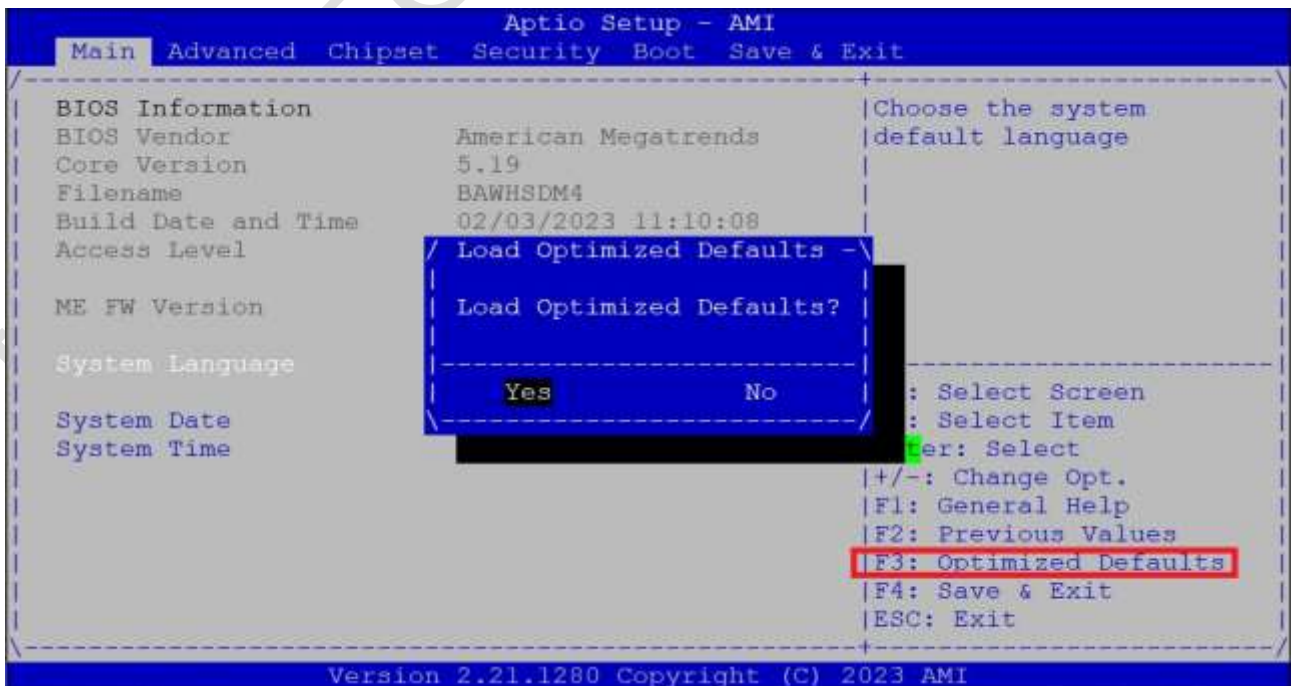 Aptio Setup - AMI
Main Advanced Chipset Security Boot Save & Exit
BIOS Information
BIOS Vendor American Megatrends
Core Version 5.19
Filename BAWHSDM4
Build Date and Time 02/03/2023 11:10:08
Access Level
ME FW Version
System Language
System Date
System Time
Load Optimized Defaults
Load Optimized Defaults?
Yes No
Choose the system
default language
: Select Screen
: Select Item
ter: Select
+/-: Change Opt.
F1: General Help
F2: Previous Values
F3: Optimized Defaults
F4: Save & Exit
ESC: Exit
Version 2.21.1280 Copyright (C) 2023 AMI